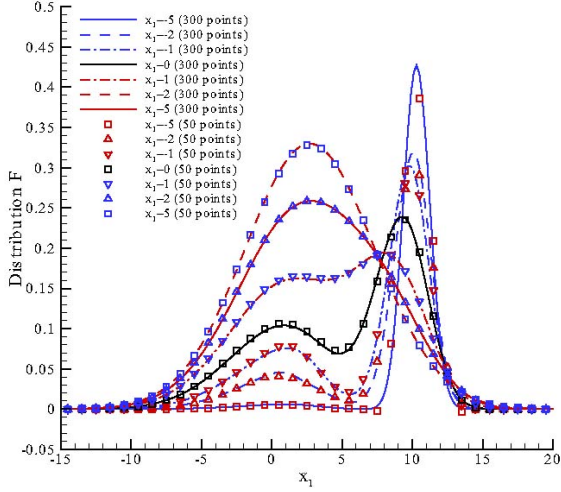 0.5
0.45
0.4
0.35
0.3
0.25
0.2
0.15
0.1
0.05
0
-0.05
Distribution F
x₁--5 (300 points)
x₁--2 (300 points)
x₁--1 (300 points)
x₁-0 (300 points)
x₁-1 (300 points)
x₁-2 (300 points)
x₁-5 (300 points)
x₁--5 (50 points)
x₁--2 (50 points)
x₁--1 (50 points)
x₁-0 (50 points)
x₁-1 (50 points)
x₁-2 (50 points)
x₁-5 (50 points)
-15 -10 -5 0 5 10 15 20
x₁